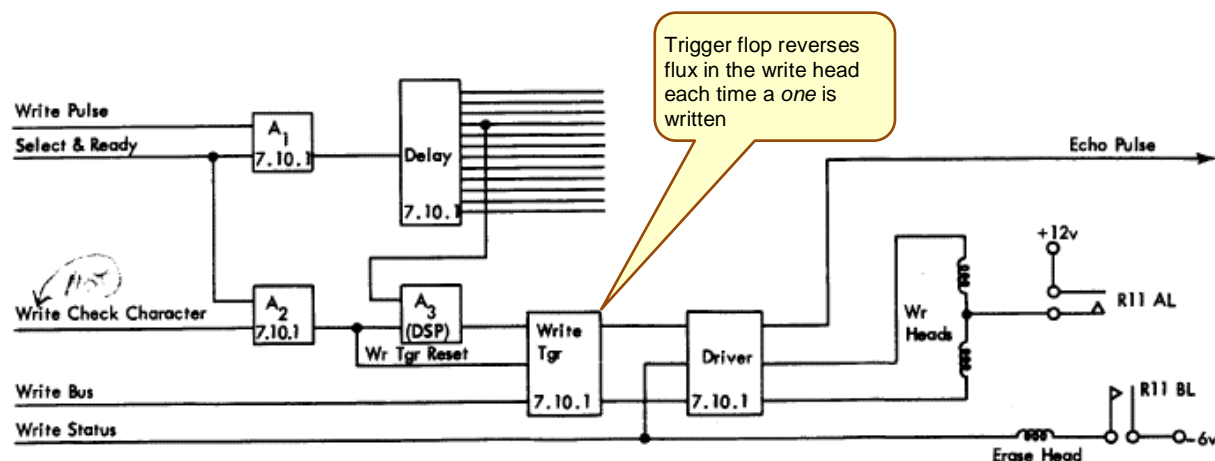 Trigger flop reverses
flux in the write head
each time a one is
written
Write Pulse
Select & Ready
A1
7.10.1
Delay
7.10.1
Echo Pulse
+12v
R11 AL
Wr
Heads
Write Check Character
A2
7.10.1
A3
(DSP)
Wr Tgr Reset
Write
Tgr
7.10.1
Driver
7.10.1
Write Bus
Write Status
R11 BL
-6v
Erase Head